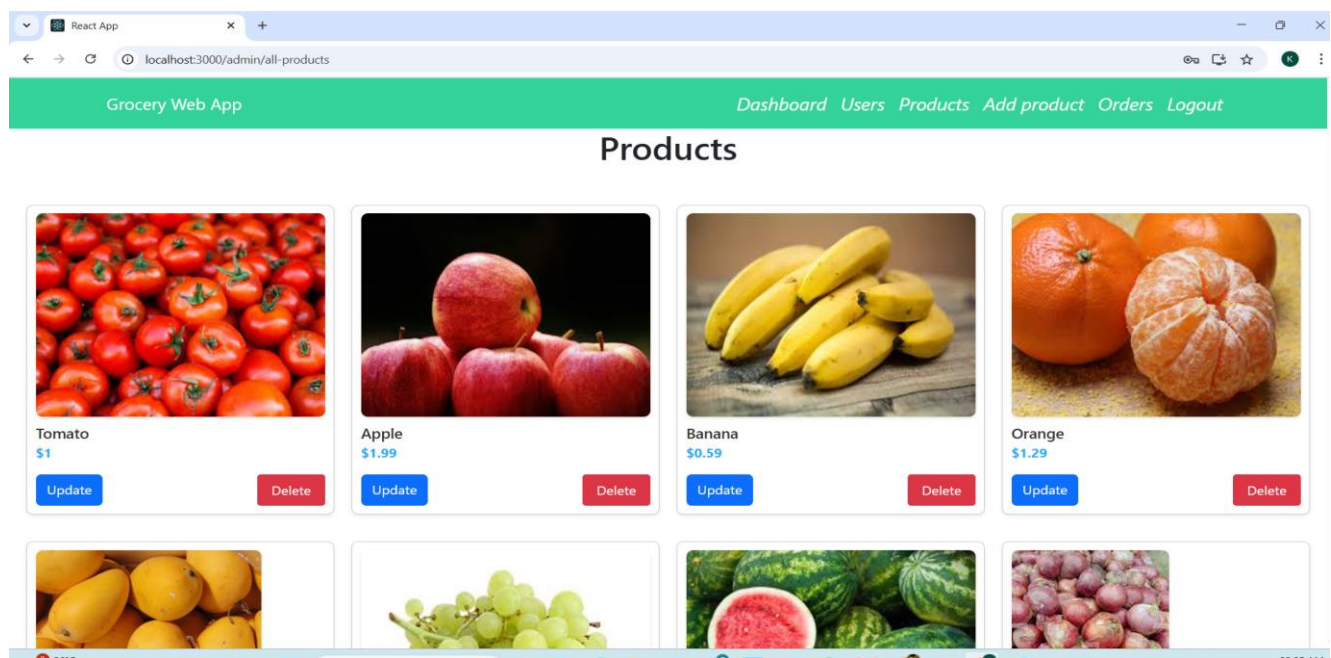 React App
localhost:3000/admin/all-products
K
Grocery Web App Dashboard Users Products Add product Orders Logout
Products
Tomato
$1
Update Delete
Apple
$1.99
Update Delete
Banana
$0.59
Update Delete
Orange
$1.29
Update Delete